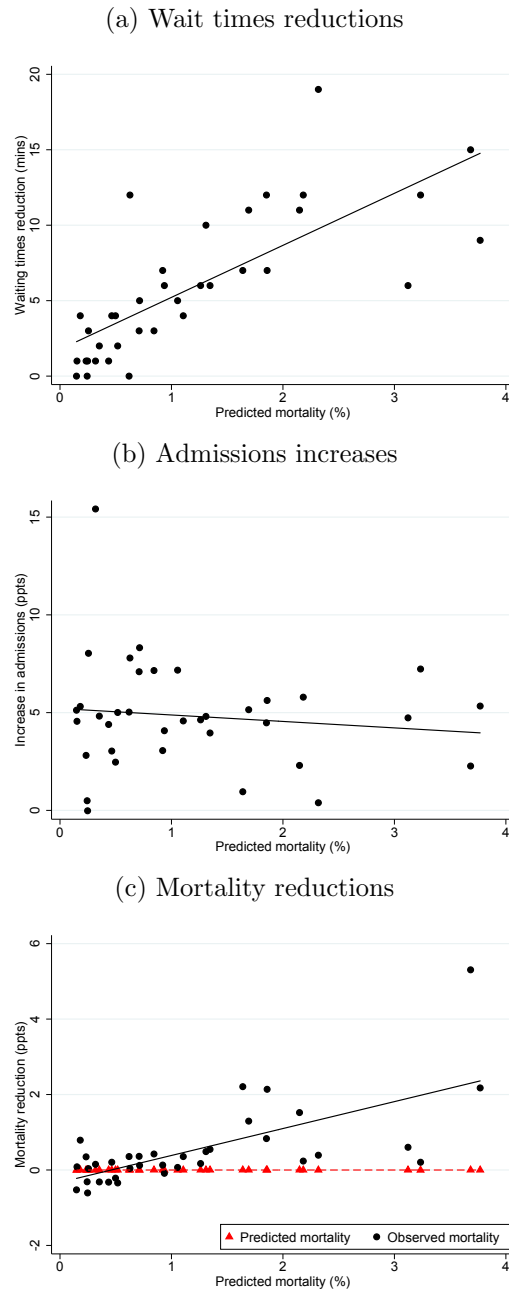 (a) Wait times reductions
Waiting times reduction (mins)
20
15
10
5
0
0 1 2 3 4
Predicted mortality (%)
(b) Admissions increases
Increase in admissions (ppts)
15
10
5
0
0 1 2 3 4
Predicted mortality (%)
(c) Mortality reductions
Mortality reduction (ppts)
6
4
2
0
-2
Predicted mortality Observed mortality
0 1 2 3 4
Predicted mortality (%)